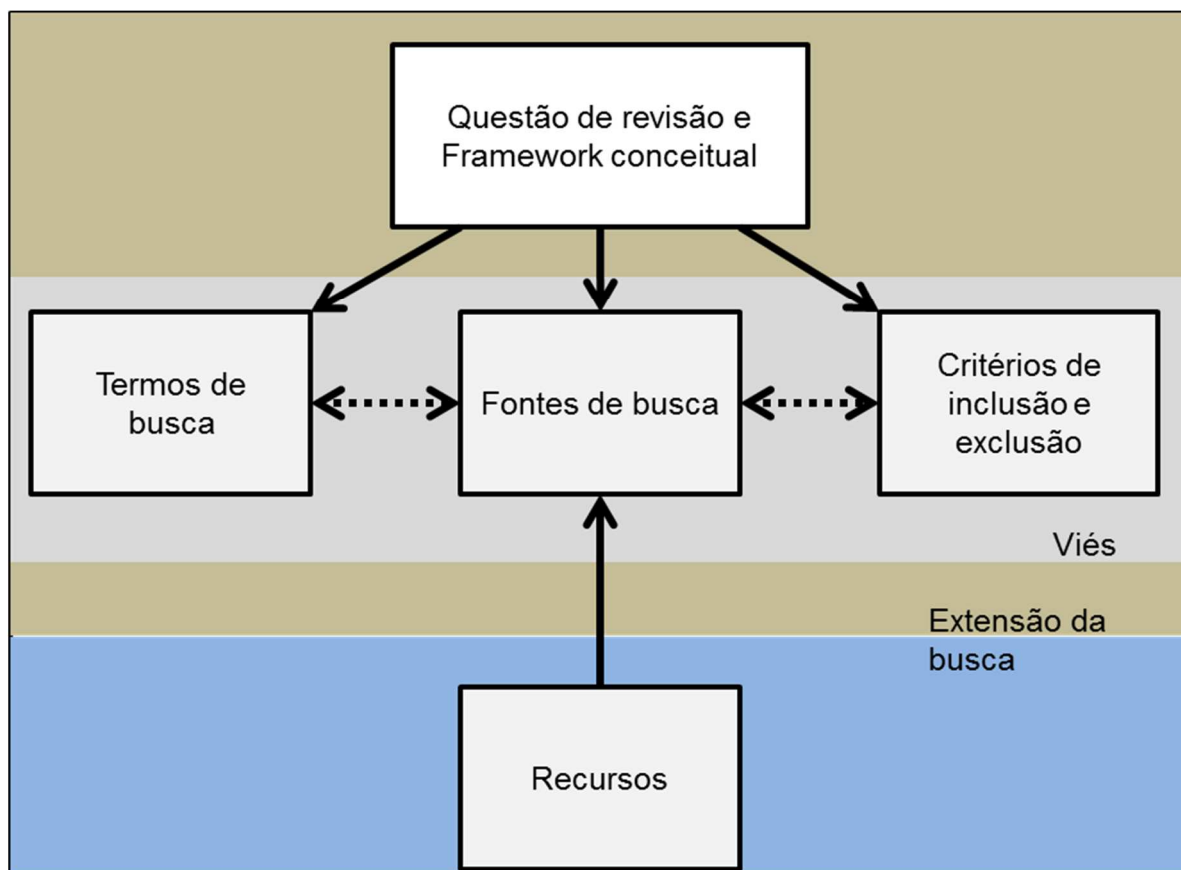 Questão de revisão e
Framework conceitual
Termos de
busca
Fontes de busca
Critérios de
inclusão e
exclusão
Viés
Extensão da
busca
Recursos